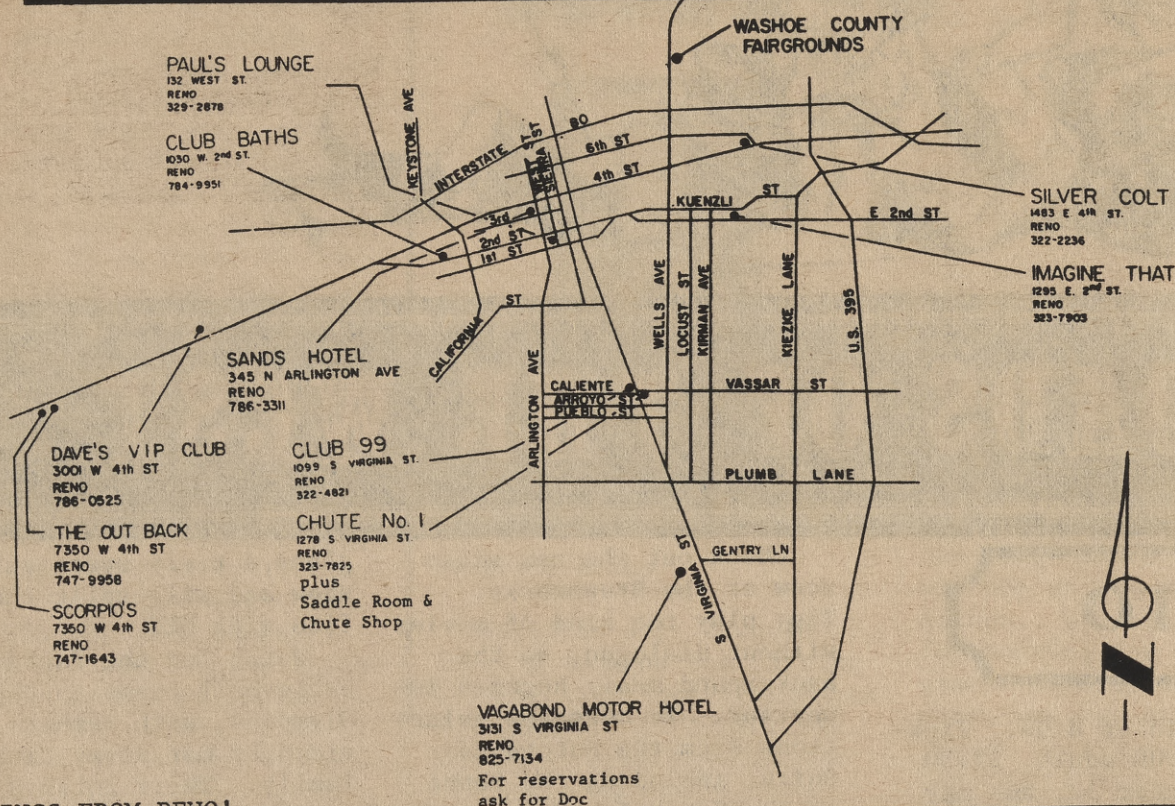 WASHOE COUNTY
FAIRGROUNDS
PAUL'S LOUNGE
132 WEST ST.
RENO
329-2878
CLUB BATHS
1030 W. 2nd ST.
RENO
784-9951
KEYSTONE AVE
INTERSTATE 80
WEST ST
SIERRA ST
6th ST
4th ST
3rd
2nd ST
1st ST
KUENZLI ST
E 2nd ST
SILVER COLT
1483 E. 4th ST.
RENO
322-2236
IMAGINE THAT
1295 E. 2nd ST.
RENO
323-7903
WELLS AVE
LOCUST ST
KIRMAN AVE
KIEZKE LANE
U.S. 395
CALIFORNIA ST
SANDS HOTEL
345 N ARLINGTON AVE
RENO
786-3311
ARLINGTON AVE
CALIENTE
ARROYO ST
PUEBLO ST
VASSAR ST
PLUMB LANE
DAVE'S VIP CLUB
3001 W 4th ST
RENO
786-0525
CLUB 99
1099 S VIRGINIA ST.
RENO
322-4821
THE OUT BACK
7350 W 4th ST
RENO
747-9958
CHUTE No. 1
1278 S VIRGINIA ST.
RENO
323-7825
plus
Saddle Room &
Chute Shop
SCORPIO'S
7350 W 4th ST
RENO
747-1643
GENTRY LN
S VIRGINIA ST
N
VAGABOND MOTOR HOTEL
3131 S VIRGINIA ST
RENO
825-7134
For reservations
ask for Doc
FROM RENO!